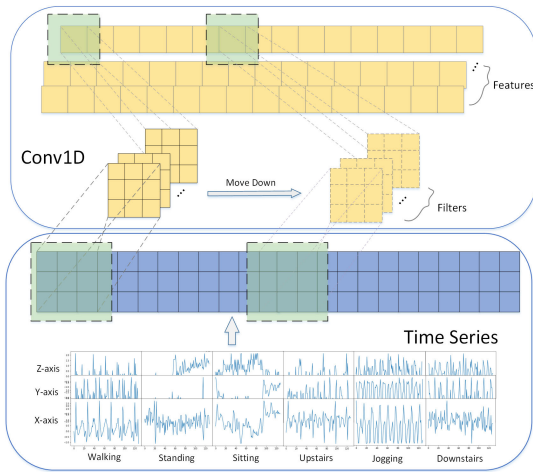 Features
Conv1D
Move Down
Filters
Time Series
Z-axis
Y-axis
X-axis
Walking Standing Sitting Upstairs Jogging Downstairs